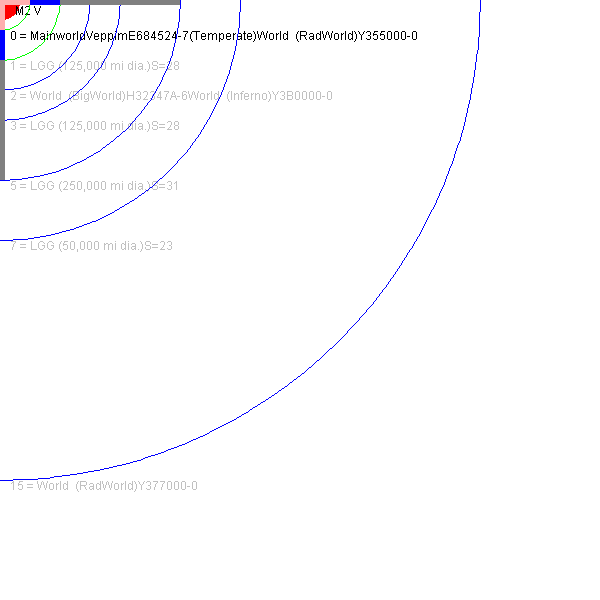 M2 V
0 = MainworldVeppimE684524-7(Temperate)World  (RadWorld)Y355000-0
1 = LGG (125,000 mi dia.)S=28
2 = World  (BigWorld)H32347A-6World  (Inferno)Y3B0000-0
3 = LGG (125,000 mi dia.)S=28
5 = LGG (250,000 mi dia.)S=31
7 = LGG (50,000 mi dia.)S=23
15 = World  (RadWorld)Y377000-0